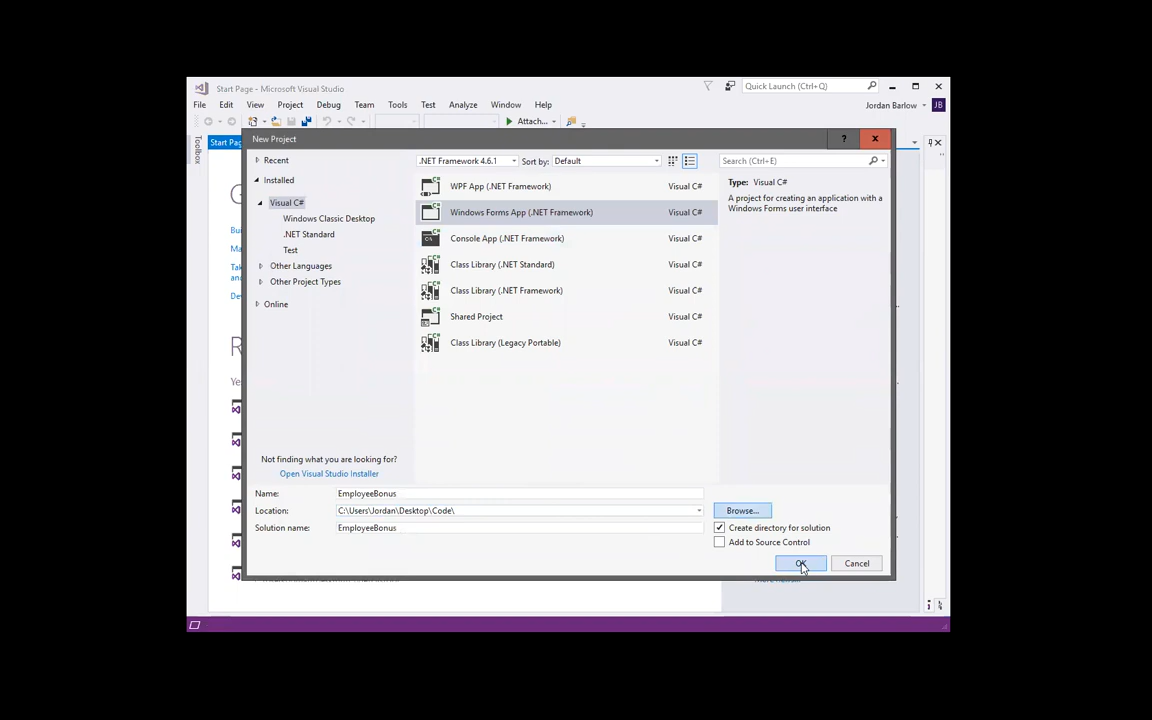 Start Page - Microsoft Visual Studio
Quick Launch (Ctrl+Q)
File Edit View Project Debug Team Tools Test Analyze Window Help
Jordan Barlow JB
Attach...
Toolbox
Start Pag
New Project
?
Recent
.NET Framework 4.6.1
Sort by: Default
Search (Ctrl+E)
Installed
Visual C#
Windows Classic Desktop
.NET Standard
Test
Other Languages
Other Project Types
Online
WPF App (.NET Framework) Visual C#
Windows Forms App (.NET Framework) Visual C#
Console App (.NET Framework) Visual C#
Class Library (.NET Standard) Visual C#
Class Library (.NET Framework) Visual C#
Shared Project Visual C#
Class Library (Legacy Portable) Visual C#
Type: Visual C#
A project for creating an application with a
Windows Forms user interface
Not finding what you are looking for?
Open Visual Studio Installer
Name: EmployeeBonus
Location: C:\Users\Jordan\Desktop\Code\
Browse...
Solution name: EmployeeBonus
Create directory for solution
Add to Source Control
OK Cancel